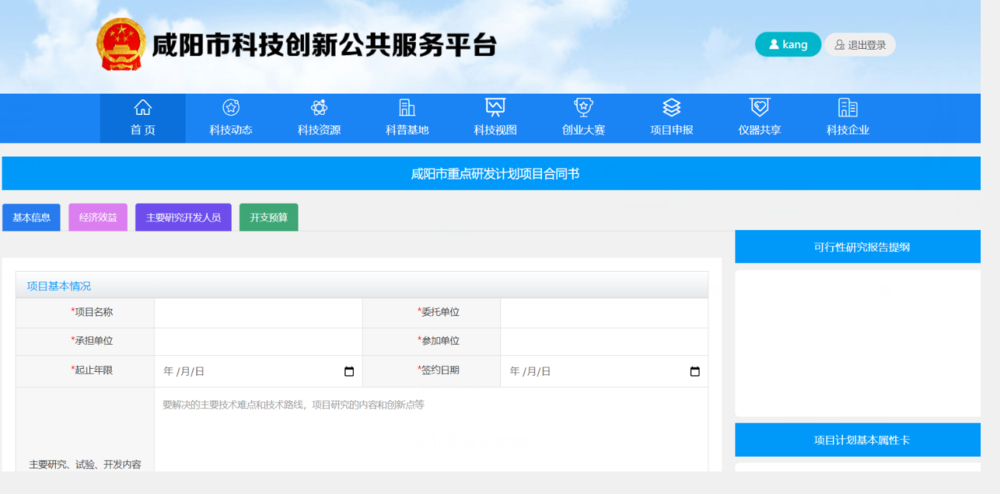 咸阳市科技创新公共服务平台
kang
退出登录
首 页
科技动态
科技资源
科普基地
科技视图
创业大赛
项目申报
仪器共享
科技企业
咸阳市重点研发计划项目合同书
基本信息
经济效益
主要研究开发人员
开支预算
可行性研究报告提纲
项目基本情况
*项目名称
*委托单位
*承担单位
*参加单位
*起止年限
年 /月/日
*签约日期
年 /月/日
要解决的主要技术难点和技术路线，项目研究的内容和创新点等
项目计划基本属性卡
主要研究、试验、开发内容